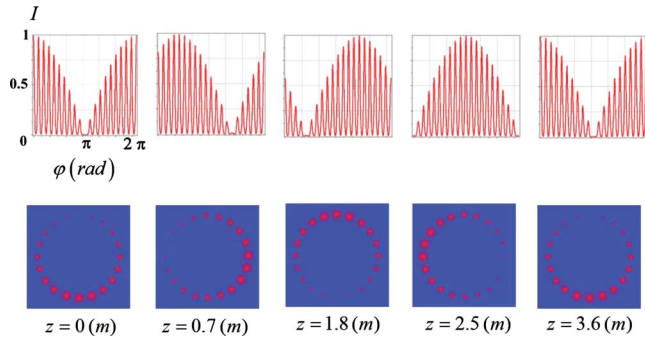 I
1
0.5
0
π
2 π
φ (rad)
z = 0 (m)
z = 0.7 (m)
z = 1.8 (m)
z = 2.5 (m)
z = 3.6 (m)